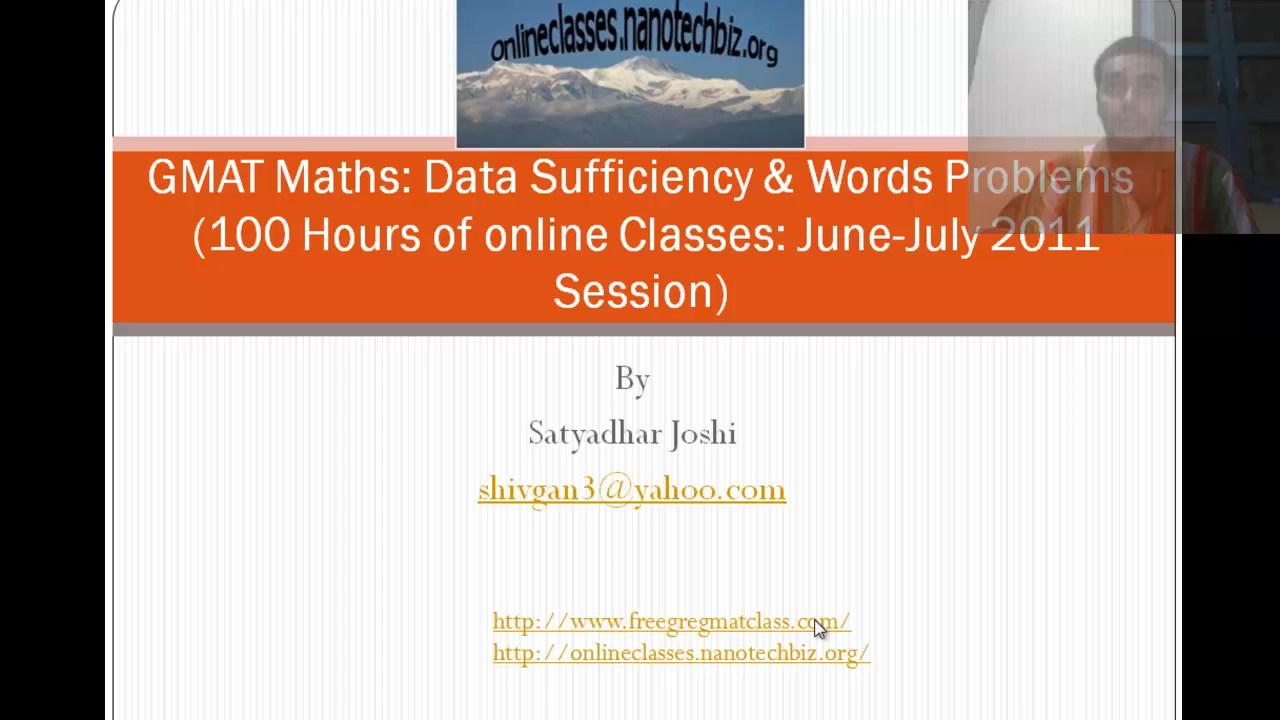 onlineclasses.nanotechbiz.org
GMAT Maths: Data Sufficiency & Words Problems
(100 Hours of online Classes: June-July 2011
Session)
By
Satyadhar Joshi
shivgan3@yahoo.com
http://www.freegregmatclass.com/
http://onlineclasses.nanotechbiz.org/